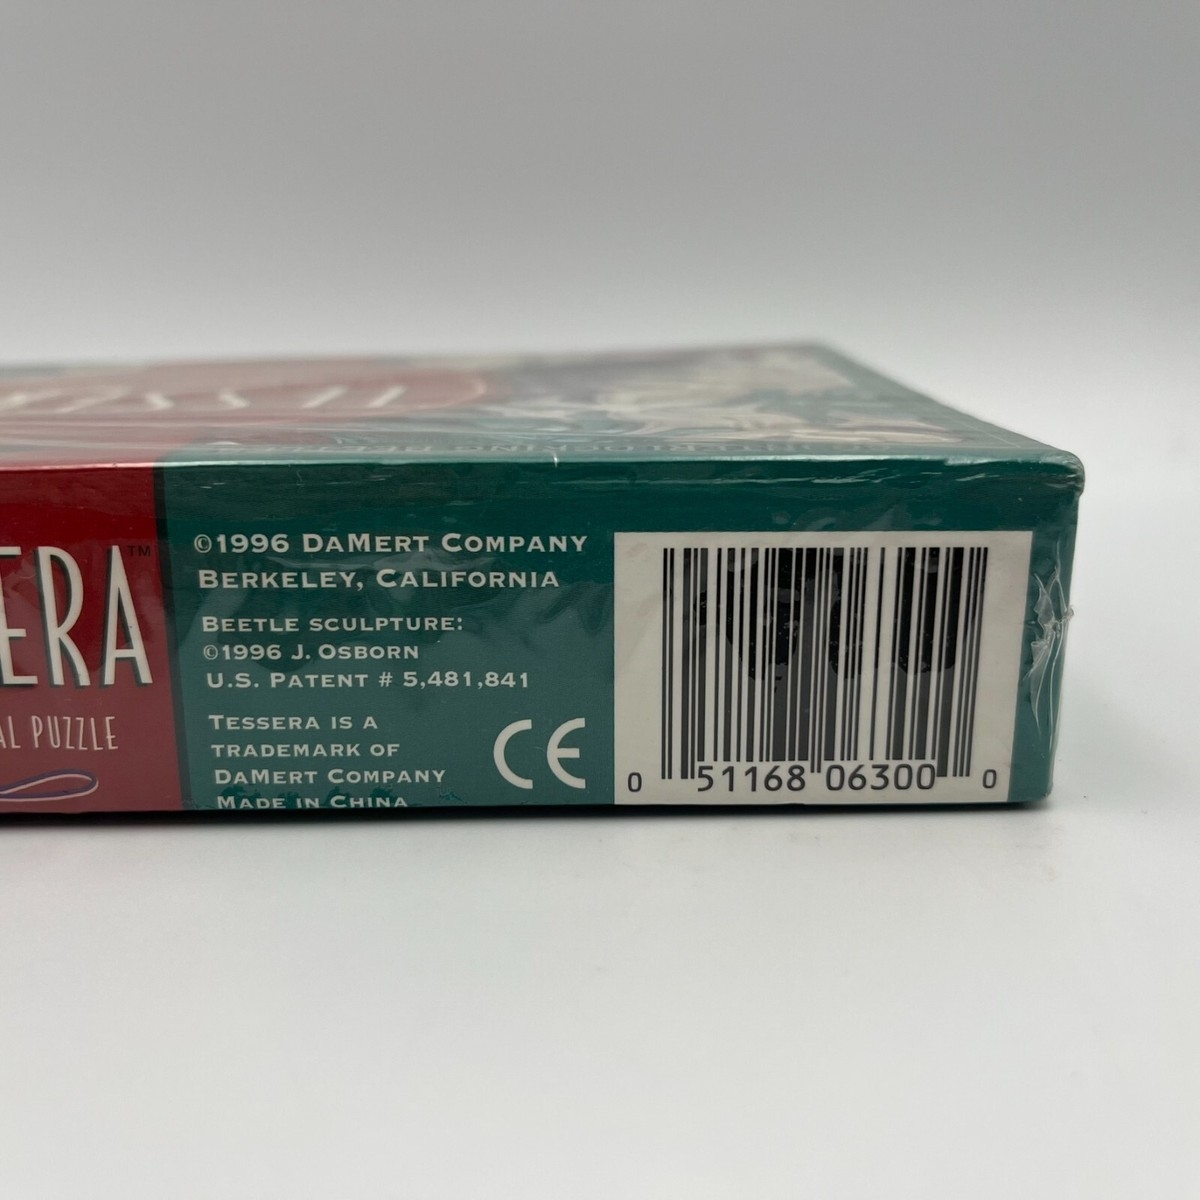 ERA™
AL PUZZLE
©1996 DAMERT COMPANY
BERKELEY, CALIFORNIA
BEETLE SCULPTURE:
©1996 J. OSBORN
U.S. PATENT # 5,481,841
TESSERA IS A
TRADEMARK OF
DAMERT COMPANY
MADE IN CHINA
CE
0 51168 06300 0